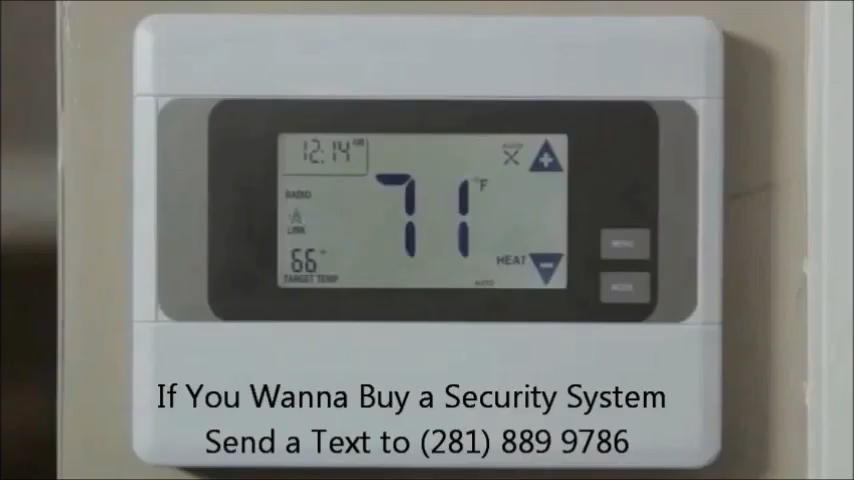 12:14 AM
RADIO
LINK
66°
TARGET TEMP
71 °F
HEAT
AUTO
MENU
MODE
If You Wanna Buy a Security System
Send a Text to (281) 889 9786